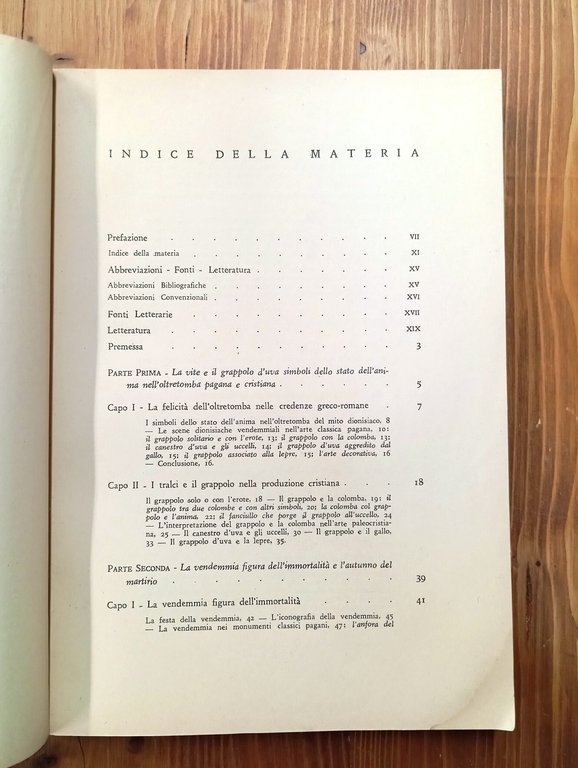 INDICE DELLA MATERIA
Prefazione . . . . . . . . . . VII
Indice della materia . . . . . . . . . XI
Abbreviazioni - Fonti - Letteratura . . . . . . XV
Abbreviazioni Bibliografiche . . . . . . . . XV
Abbreviazioni Convenzionali . . . . . . . . XVI
Fonti Letterarie . . . . . . . . . XVII
Letteratura . . . . . . . . . . XIX
Premessa . . . . . . . . . . 3
PARTE PRIMA - La vite e il grappolo d'uva simboli dello stato dell'ani-
ma nell'oltretomba pagana e cristiana . . . . . 5
Capo I - La felicità dell'oltretomba nelle credenze greco-romane . 7
I simboli dello stato dell'anima nell'oltretomba del mito dionisiaco, 8
— Le scene dionisiache vendemmiali nell'arte classica pagana, 10:
il grappolo solitario e con l'erote, 13; il grappolo con la colomba, 13;
il canestro d'uva e gli uccelli, 14; il grappolo d'uva aggredito dal
gallo, 15; il grappolo associato alla lepre, 15; l'arte decorativa, 16
— Conclusione, 16.
Capo II - I tralci e il grappolo nella produzione cristiana . . . 18
Il grappolo solo o con l'erote, 18 — Il grappolo e la colomba, 19: il
grappolo tra due colombe e con altri simboli, 20; la colomba col grap-
polo e l'anima, 22; il fanciullo che porge il grappolo all'uccello, 24
— L'interpretazione del grappolo e la colomba nell'arte paleocristia-
na, 25 — Il canestro d'uva e gli uccelli, 30 — Il grappolo e il gallo,
33 — Il grappolo d'uva e la lepre, 35.
PARTE SECONDA - La vendemmia figura dell'immortalità e l'autunno del
martirio . . . . . . . . . . 39
Capo I - La vendemmia figura dell'immortalità . . . . 41
La festa della vendemmia, 42 — L'iconografia della vendemmia, 45
— La vendemmia nei monumenti classici pagani, 47: l'anfora del